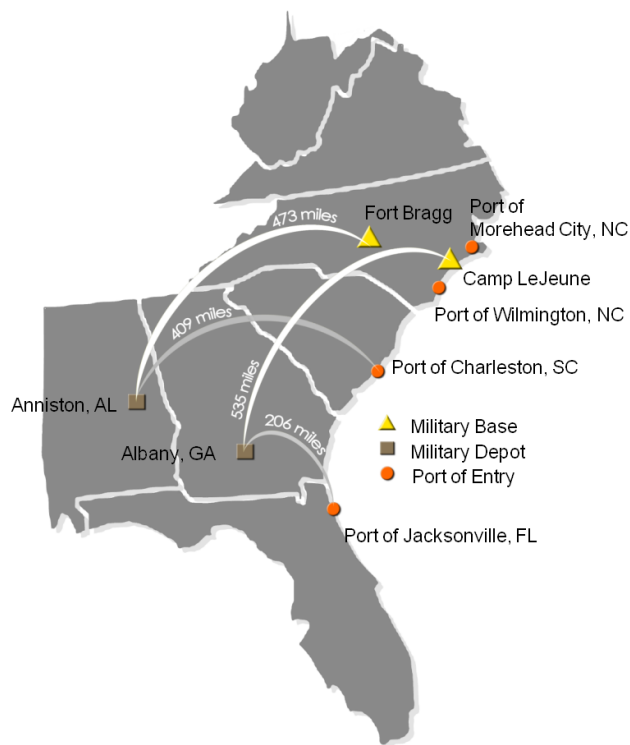 473 miles
Fort Bragg
Port of
Morehead City, NC
Camp LeJeune
Port of Wilmington, NC
409 miles
Port of Charleston, SC
535 miles
Anniston, AL
206 miles
Albany, GA
Military Base
Military Depot
Port of Entry
Port of Jacksonville, FL